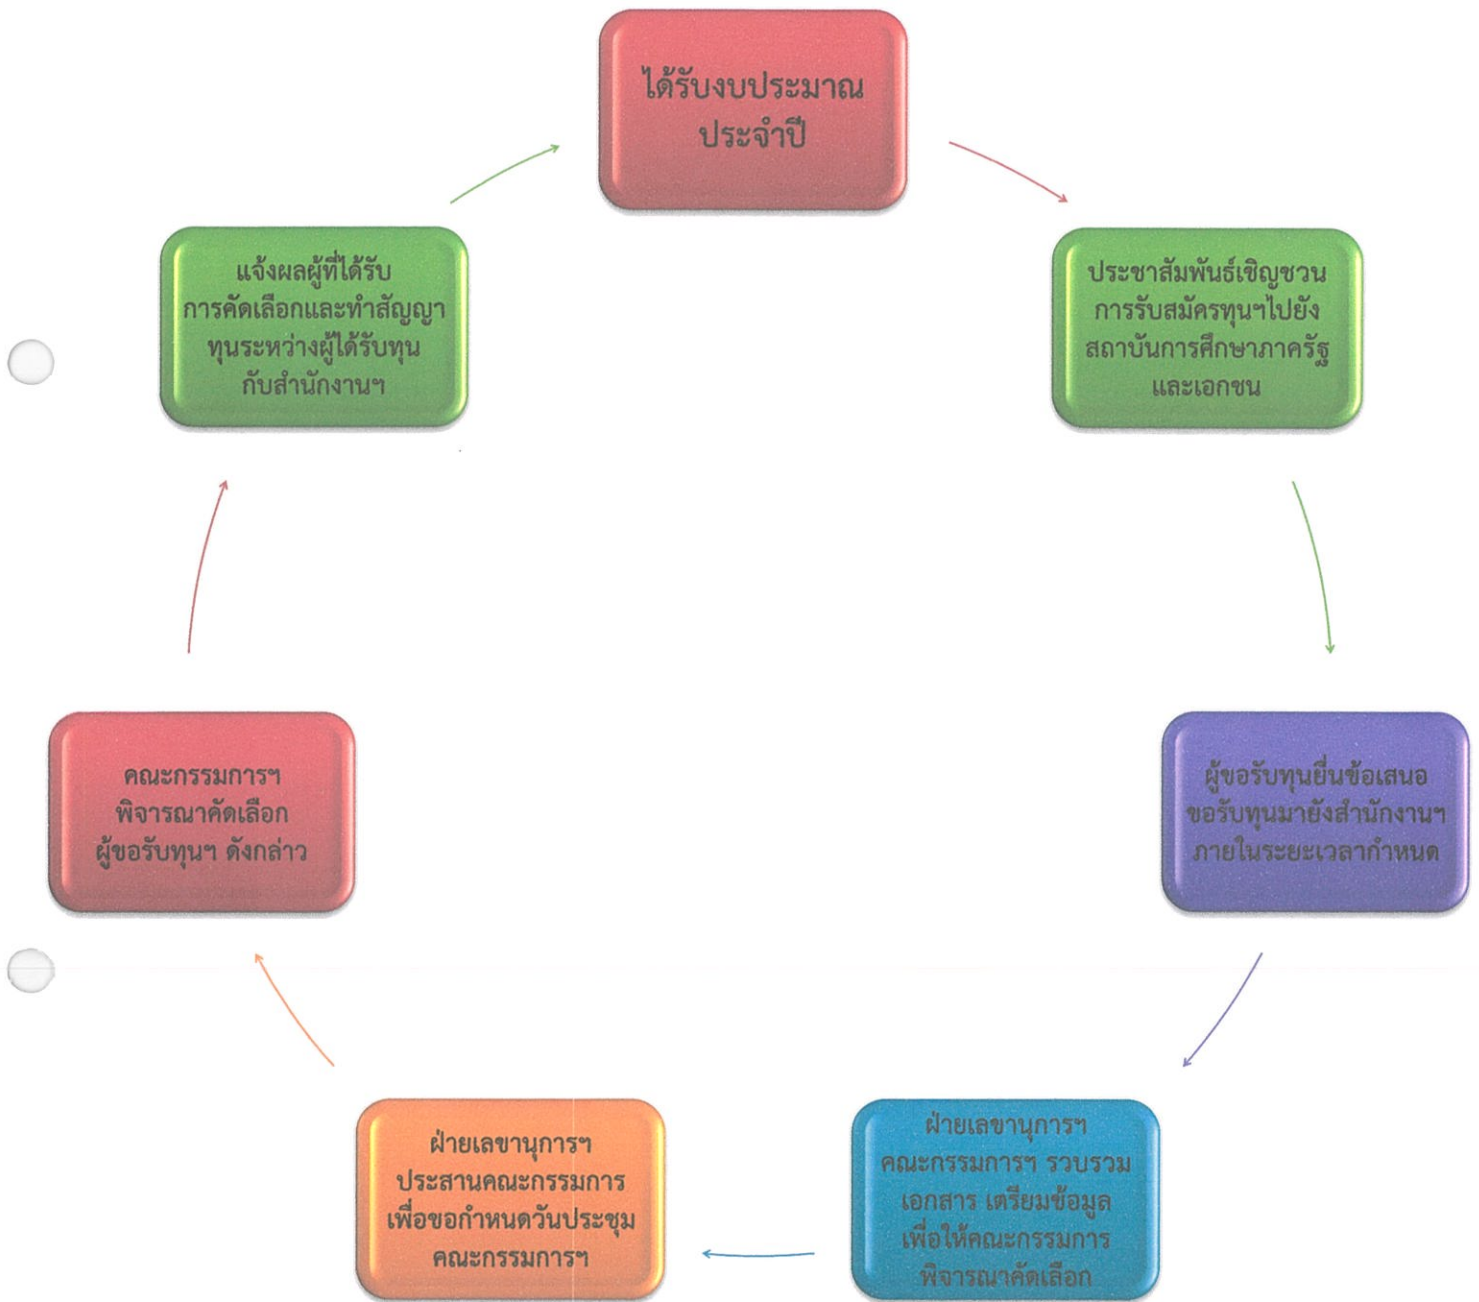 ได้รับงบประมาณ
ประจำปี
ประชาสัมพันธ์เชิญชวน
การรับสมัครทุนฯไปยัง
สถาบันการศึกษาภาครัฐ
และเอกชน
ผู้ขอรับทุนยื่นข้อเสนอ
ขอรับทุนมายังสำนักงานฯ
ภายในระยะเวลากำหนด
ฝ่ายเลขานุการฯ
คณะกรรมการฯ รวบรวม
เอกสาร เตรียมข้อมูล
เพื่อให้คณะกรรมการ
พิจารณาคัดเลือก
ฝ่ายเลขานุการฯ
ประสานคณะกรรมการ
เพื่อขอกำหนดวันประชุม
คณะกรรมการฯ
คณะกรรมการฯ
พิจารณาคัดเลือก
ผู้ขอรับทุนฯ ดังกล่าว
แจ้งผลผู้ที่ได้รับ
การคัดเลือกและทำสัญญา
ทุนระหว่างผู้ได้รับทุน
กับสำนักงานฯ